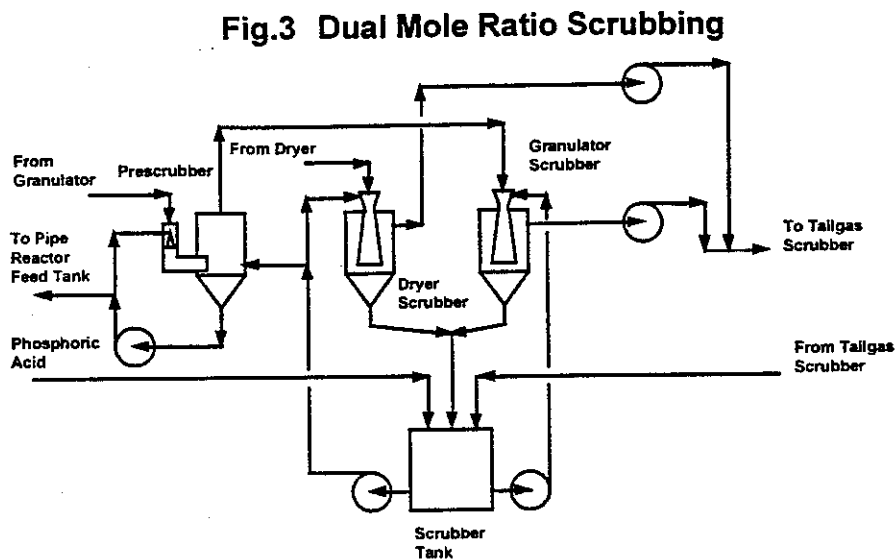 Fig.3 Dual Mole Ratio Scrubbing
From
Granulator
Prescrubber
From Dryer
Granulator
Scrubber
To Pipe
Reactor
Feed Tank
To Tailgas
Scrubber
Dryer
Scrubber
Phosphoric
Acid
From Tailgas
Scrubber
Scrubber
Tank